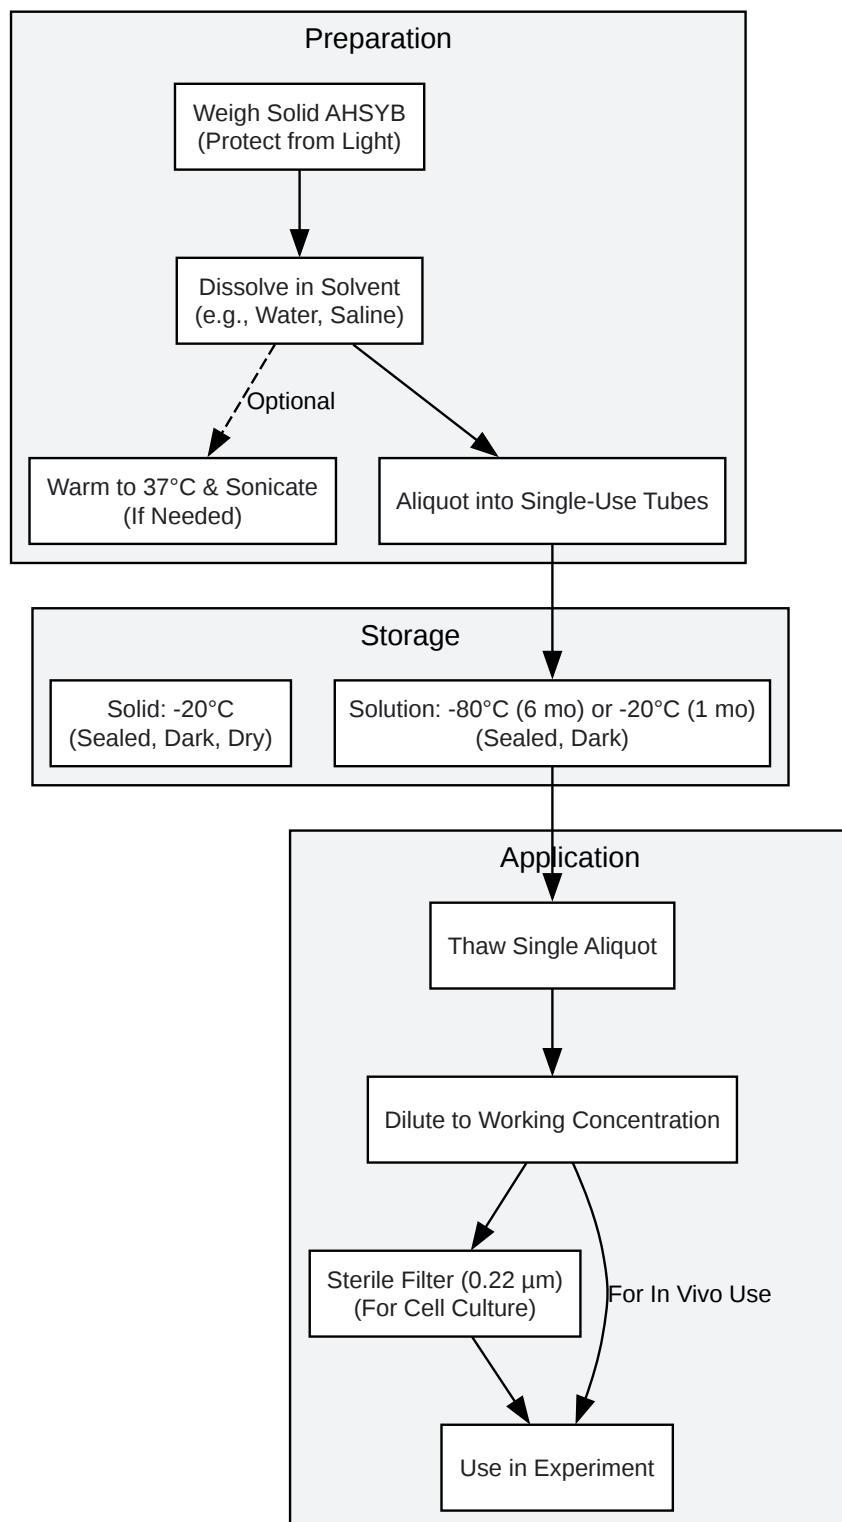 Preparation
Weigh Solid AHSYB
(Protect from Light)
Dissolve in Solvent
(e.g., Water, Saline)
Optional
Warm to 37°C & Sonicate
(If Needed)
Aliquot into Single-Use Tubes
Storage
Solid: -20°C
(Sealed, Dark, Dry)
Solution: -80°C (6 mo) or -20°C (1 mo)
(Sealed, Dark)
Application
Thaw Single Aliquot
Dilute to Working Concentration
Sterile Filter (0.22 µm)
(For Cell Culture)
For In Vivo Use
Use in Experiment